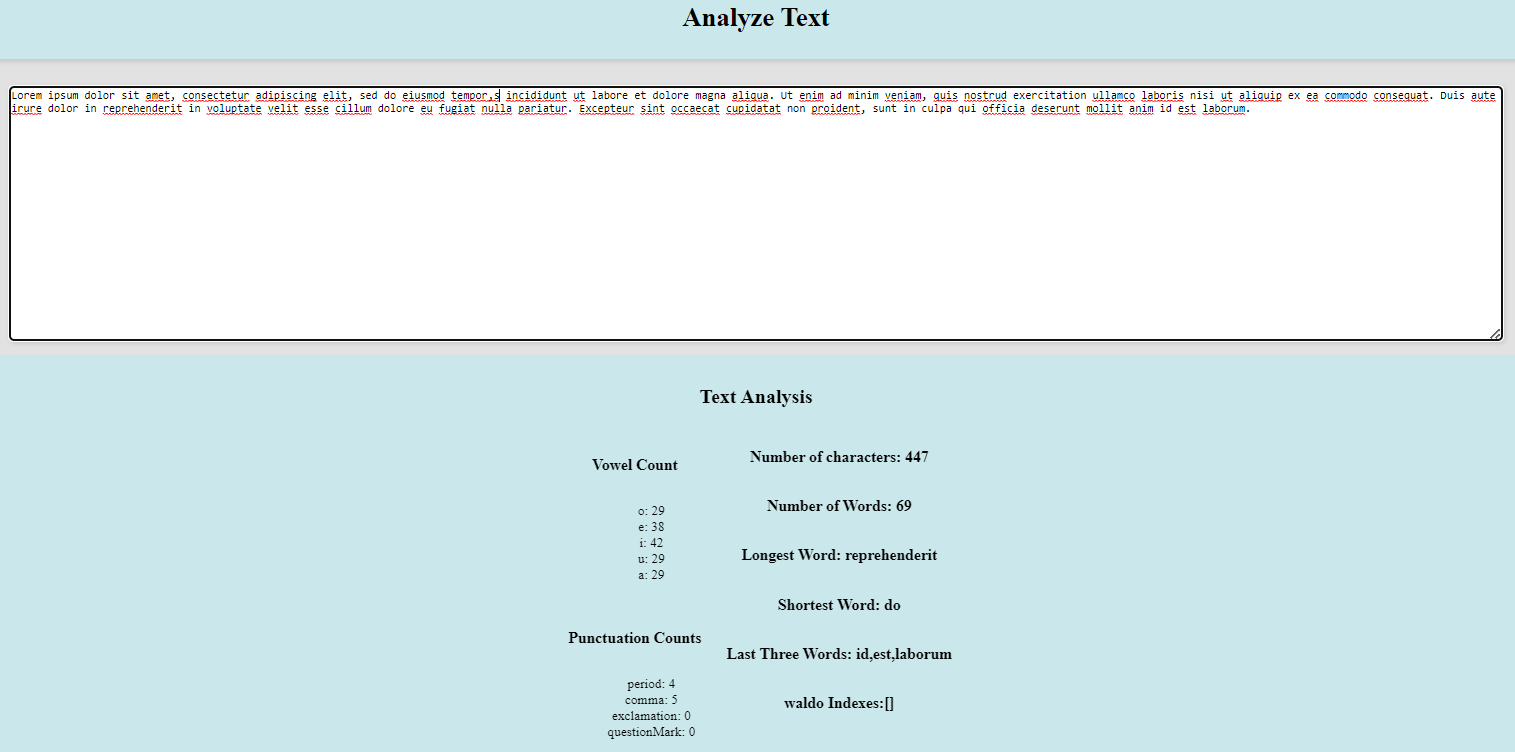 Analyze Text
Lorem ipsum dolor sit amet, consectetur adipiscing elit, sed do eiusmod tempor,s incididunt ut labore et dolore magna aliqua. Ut enim ad minim veniam, quis nostrud exercitation ullamco laboris nisi ut aliquip ex ea commodo consequat. Duis aute
irure dolor in reprehenderit in voluptate velit esse cillum dolore eu fugiat nulla pariatur. Excepteur sint occaecat cupidatat non proident, sunt in culpa qui officia deserunt mollit anim id est laborum.
Text Analysis
Vowel Count
o: 29
e: 38
i: 42
u: 29
a: 29
Punctuation Counts
period: 4
comma: 5
exclamation: 0
questionMark: 0
Number of characters: 447
Number of Words: 69
Longest Word: reprehenderit
Shortest Word: do
Last Three Words: id,est,laborum
waldo Indexes:[]